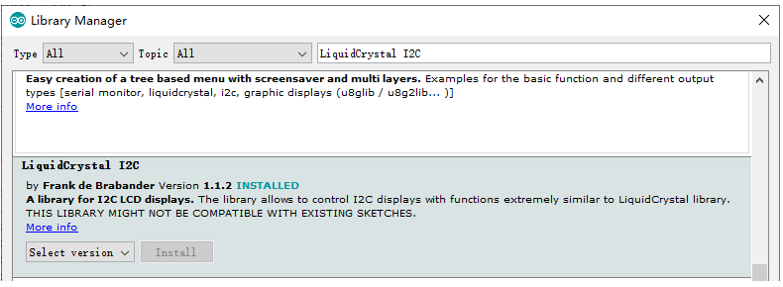 Library Manager
Type All Topic All LiquidCrystal I2C
Easy creation of a tree based menu with screensaver and multi layers. Examples for the basic function and different output
types [serial monitor, liquidcrystal, i2c, graphic displays (u8glib / u8g2lib... )]
More info
LiquidCrystal I2C
by Frank de Brabander Version 1.1.2 INSTALLED
A library for I2C LCD displays. The library allows to control I2C displays with functions extremely similar to LiquidCrystal library.
THIS LIBRARY MIGHT NOT BE COMPATIBLE WITH EXISTING SKETCHES.
More info
Select version Install